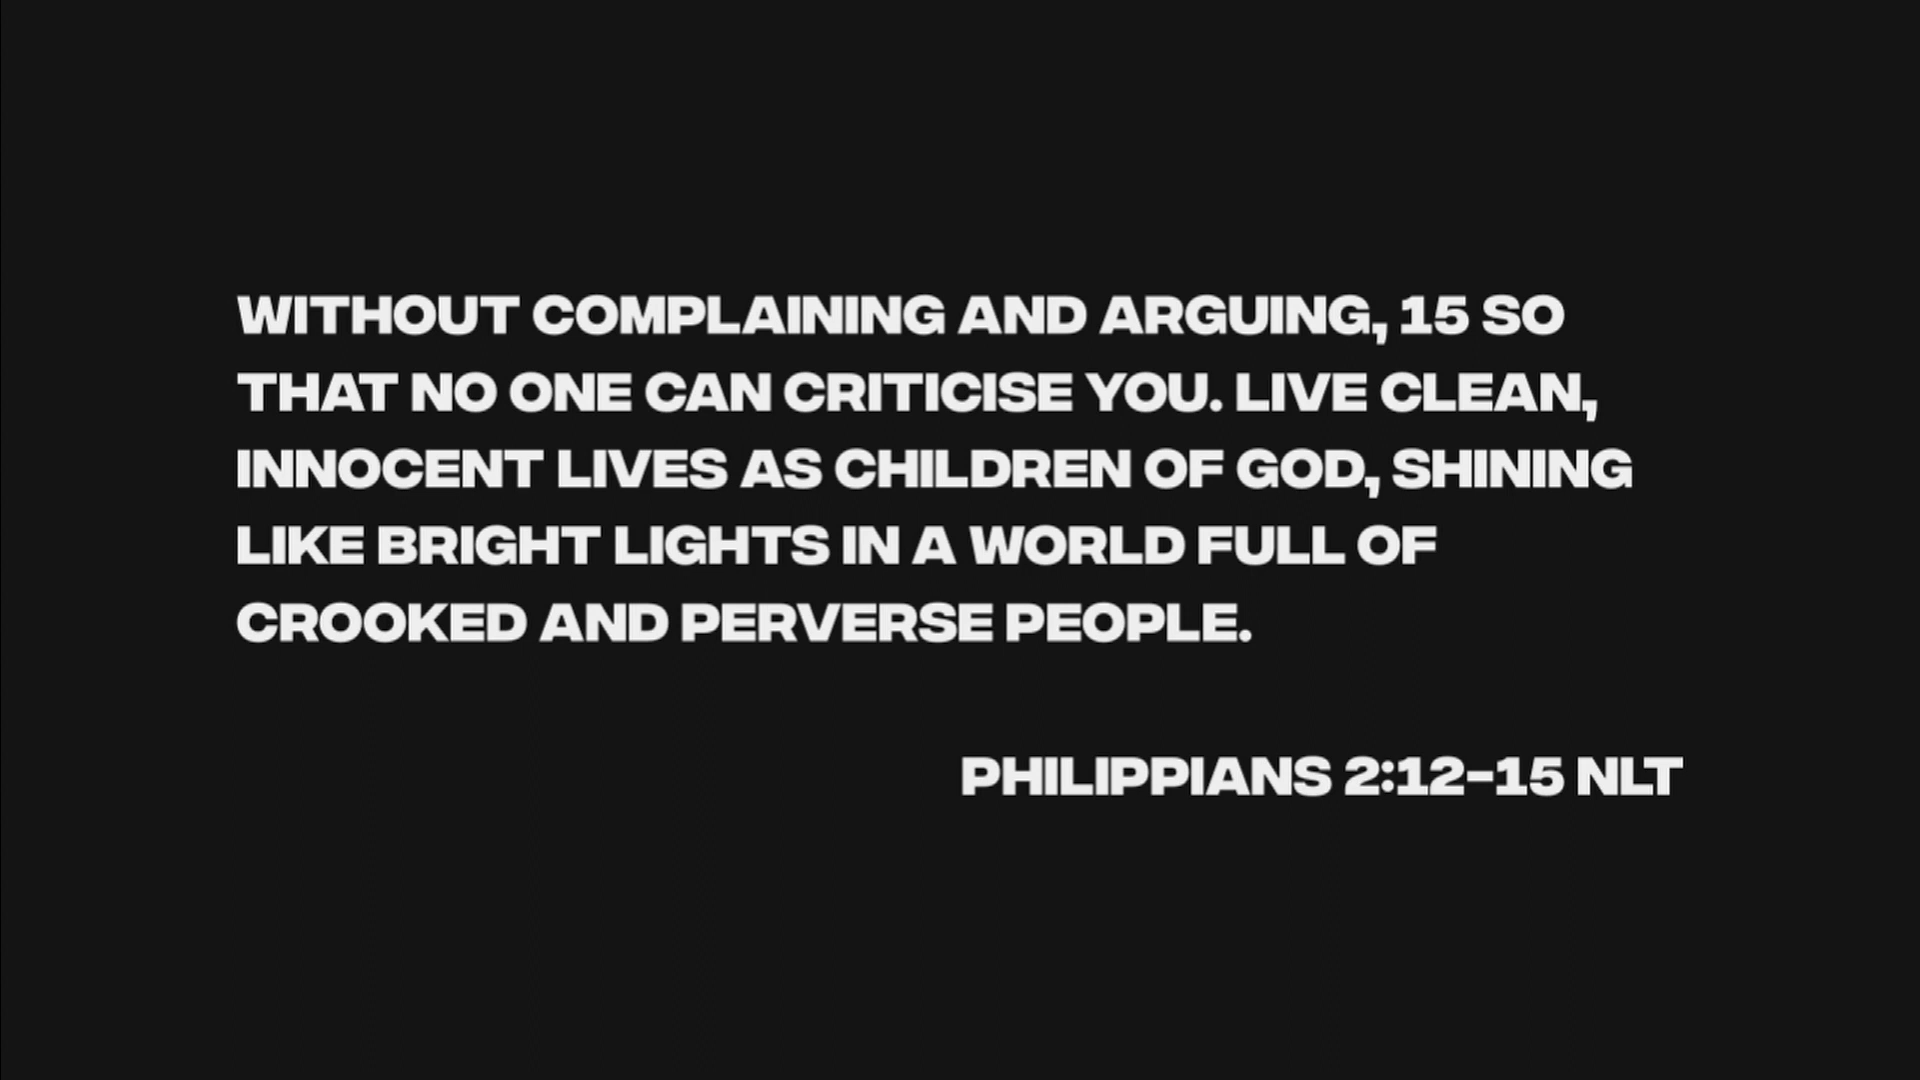 WITHOUT COMPLAINING AND ARGUING, 15 SO
THAT NO ONE CAN CRITICISE YOU. LIVE CLEAN,
INNOCENT LIVES AS CHILDREN OF GOD, SHINING
LIKE BRIGHT LIGHTS IN A WORLD FULL OF
CROOKED AND PERVERSE PEOPLE.
PHILIPPIANS 2:12-15 NLT